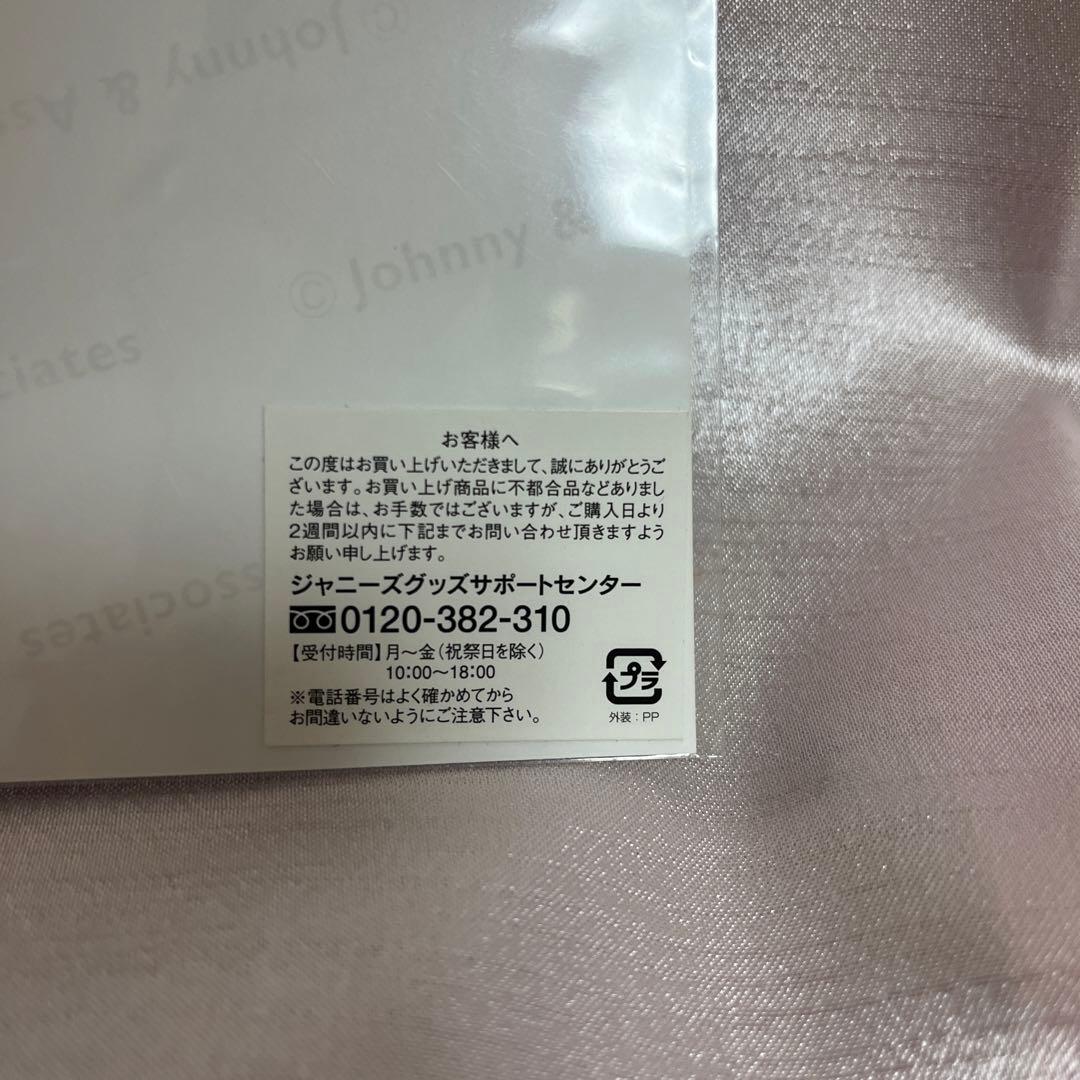 © Johnny & As
© Johnny &
ociates
ssociates
お客様へ
この度はお買い上げいただきまして、誠にありがとうご
ざいます。お買い上げ商品に不都合品などありまし
た場合は、お手数ではございますが、ご購入日より
2週間以内に下記までお問い合わせ頂きますよう
お願い申し上げます。
ジャニーズグッズサポートセンター
0120-382-310
【受付時間】月～金（祝祭日を除く）
10:00～18:00
※電話番号はよく確かめてから
お間違いないようにご注意下さい。
プラ
外装：PP